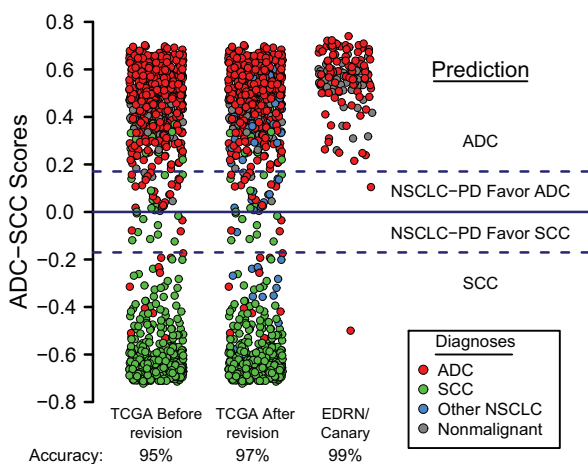 0.8
0.6
0.4
0.2
0.0
−0.2
−0.4
−0.6
−0.8
ADC−SCC Scores
Prediction
ADC
NSCLC−PD Favor ADC
NSCLC−PD Favor SCC
SCC
Diagnoses
ADC
SCC
Other NSCLC
Nonmalignant
TCGA Before revision
TCGA After revision
EDRN/ Canary
Accuracy: 95% 97% 99%